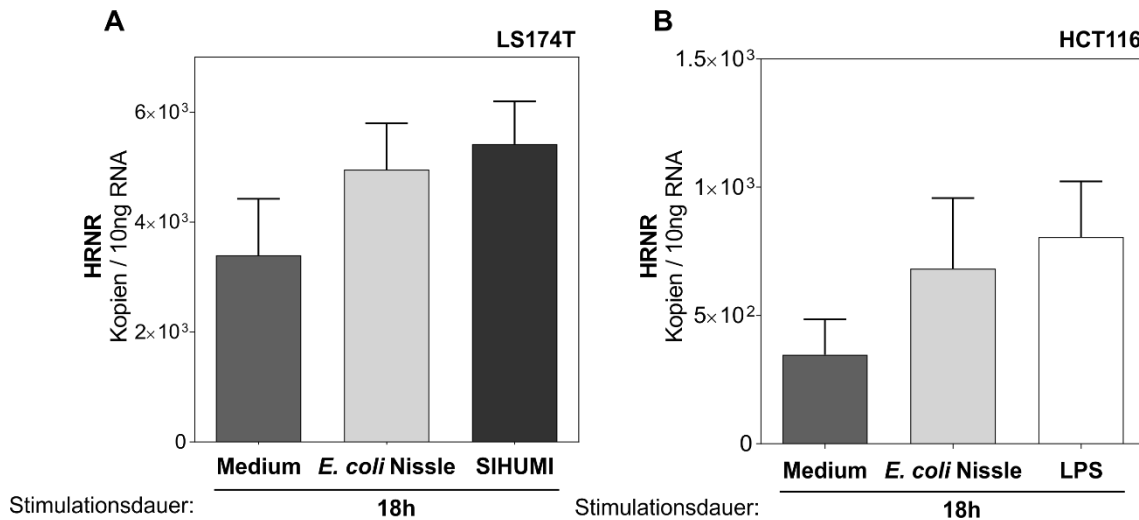 A
LS174T
HRNR
Kopien / 10ng RNA
6×10³
4×10³
2×10³
0
Medium E. coli Nissle SIHUMI
Stimulationsdauer: 18h
B
HCT116
HRNR
Kopien / 10ng RNA
1.5×10³
1×10³
5×10²
0
Medium E. coli Nissle LPS
Stimulationsdauer: 18h